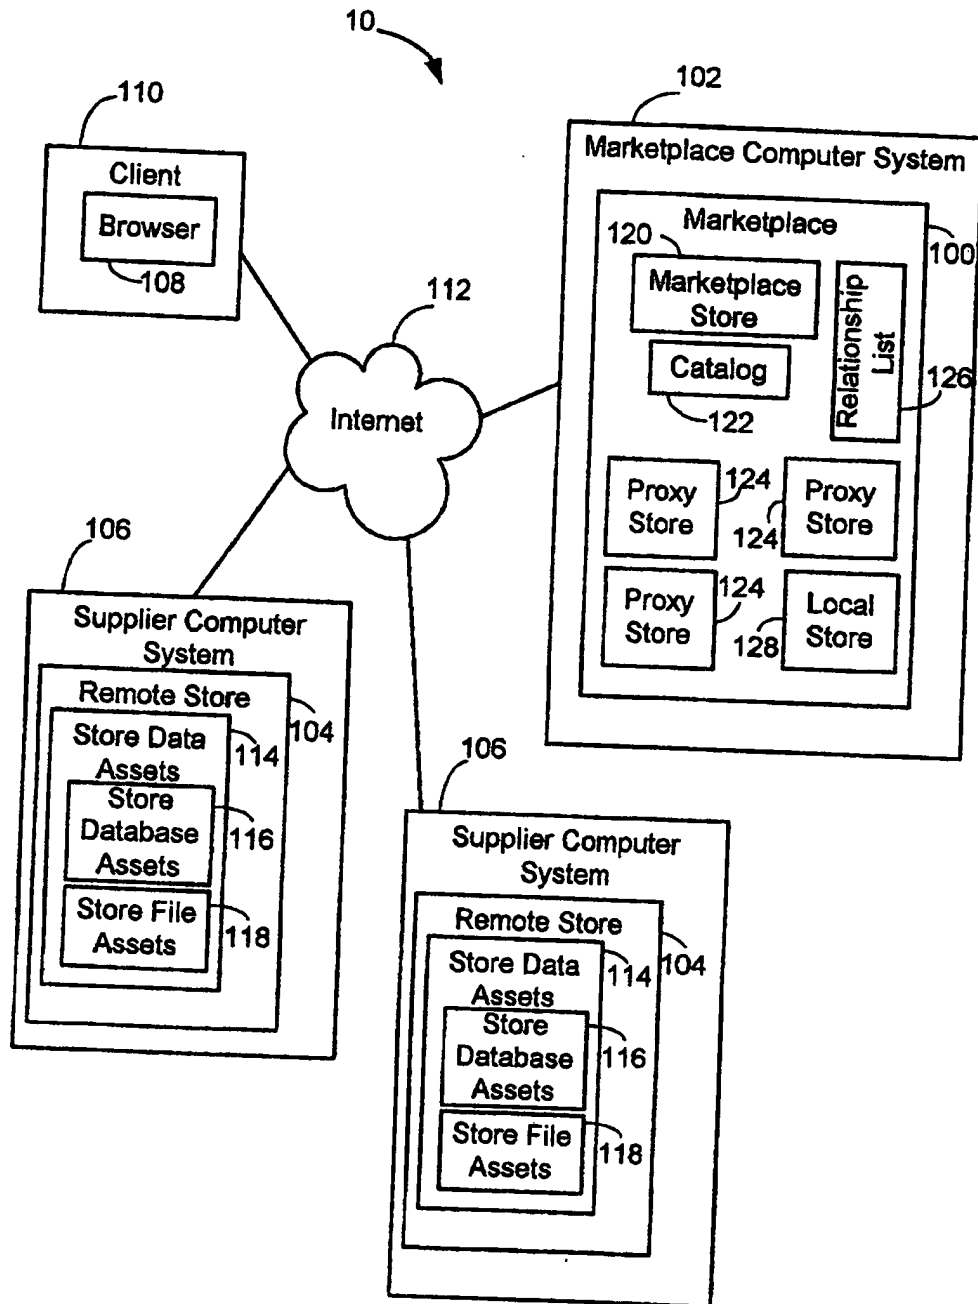 10
110
Client
Browser
108
102
Marketplace Computer System
Marketplace
100
120
Marketplace
Store
Catalog
122
Relationship
List
126
Proxy
Store
124
Proxy
Store
124
Proxy
Store
124
Local
Store
128
112
Internet
106
Supplier Computer
System
Remote Store
104
Store Data
Assets
114
Store
Database
Assets
116
Store File
Assets
118
106
Supplier Computer
System
Remote Store
104
Store Data
Assets
114
Store
Database
Assets
116
Store File
Assets
118